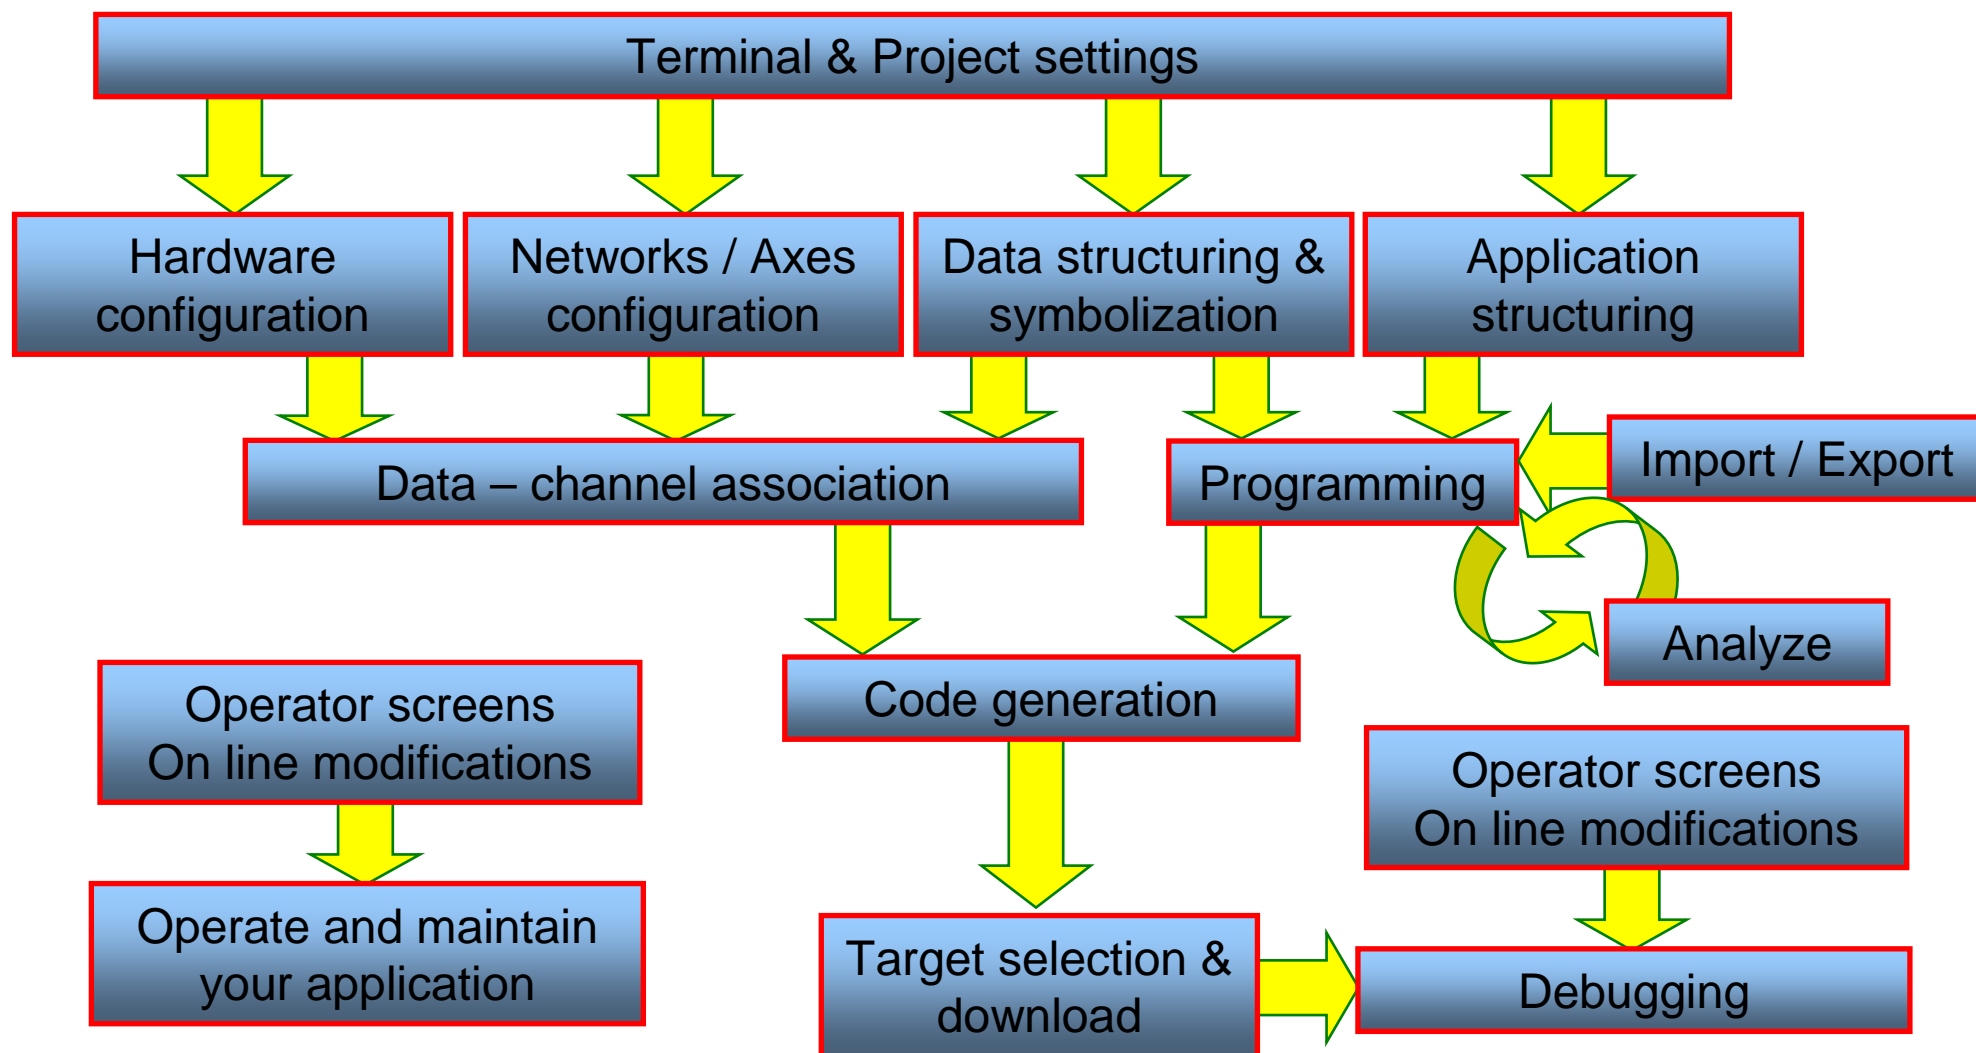 Terminal & Project settings
Hardware
configuration
Networks / Axes
configuration
Data structuring &
symbolization
Application
structuring
Data – channel association
Programming
Import / Export
Analyze
Code generation
Operator screens
On line modifications
Operator screens
On line modifications
Operate and maintain
your application
Target selection &
download
Debugging